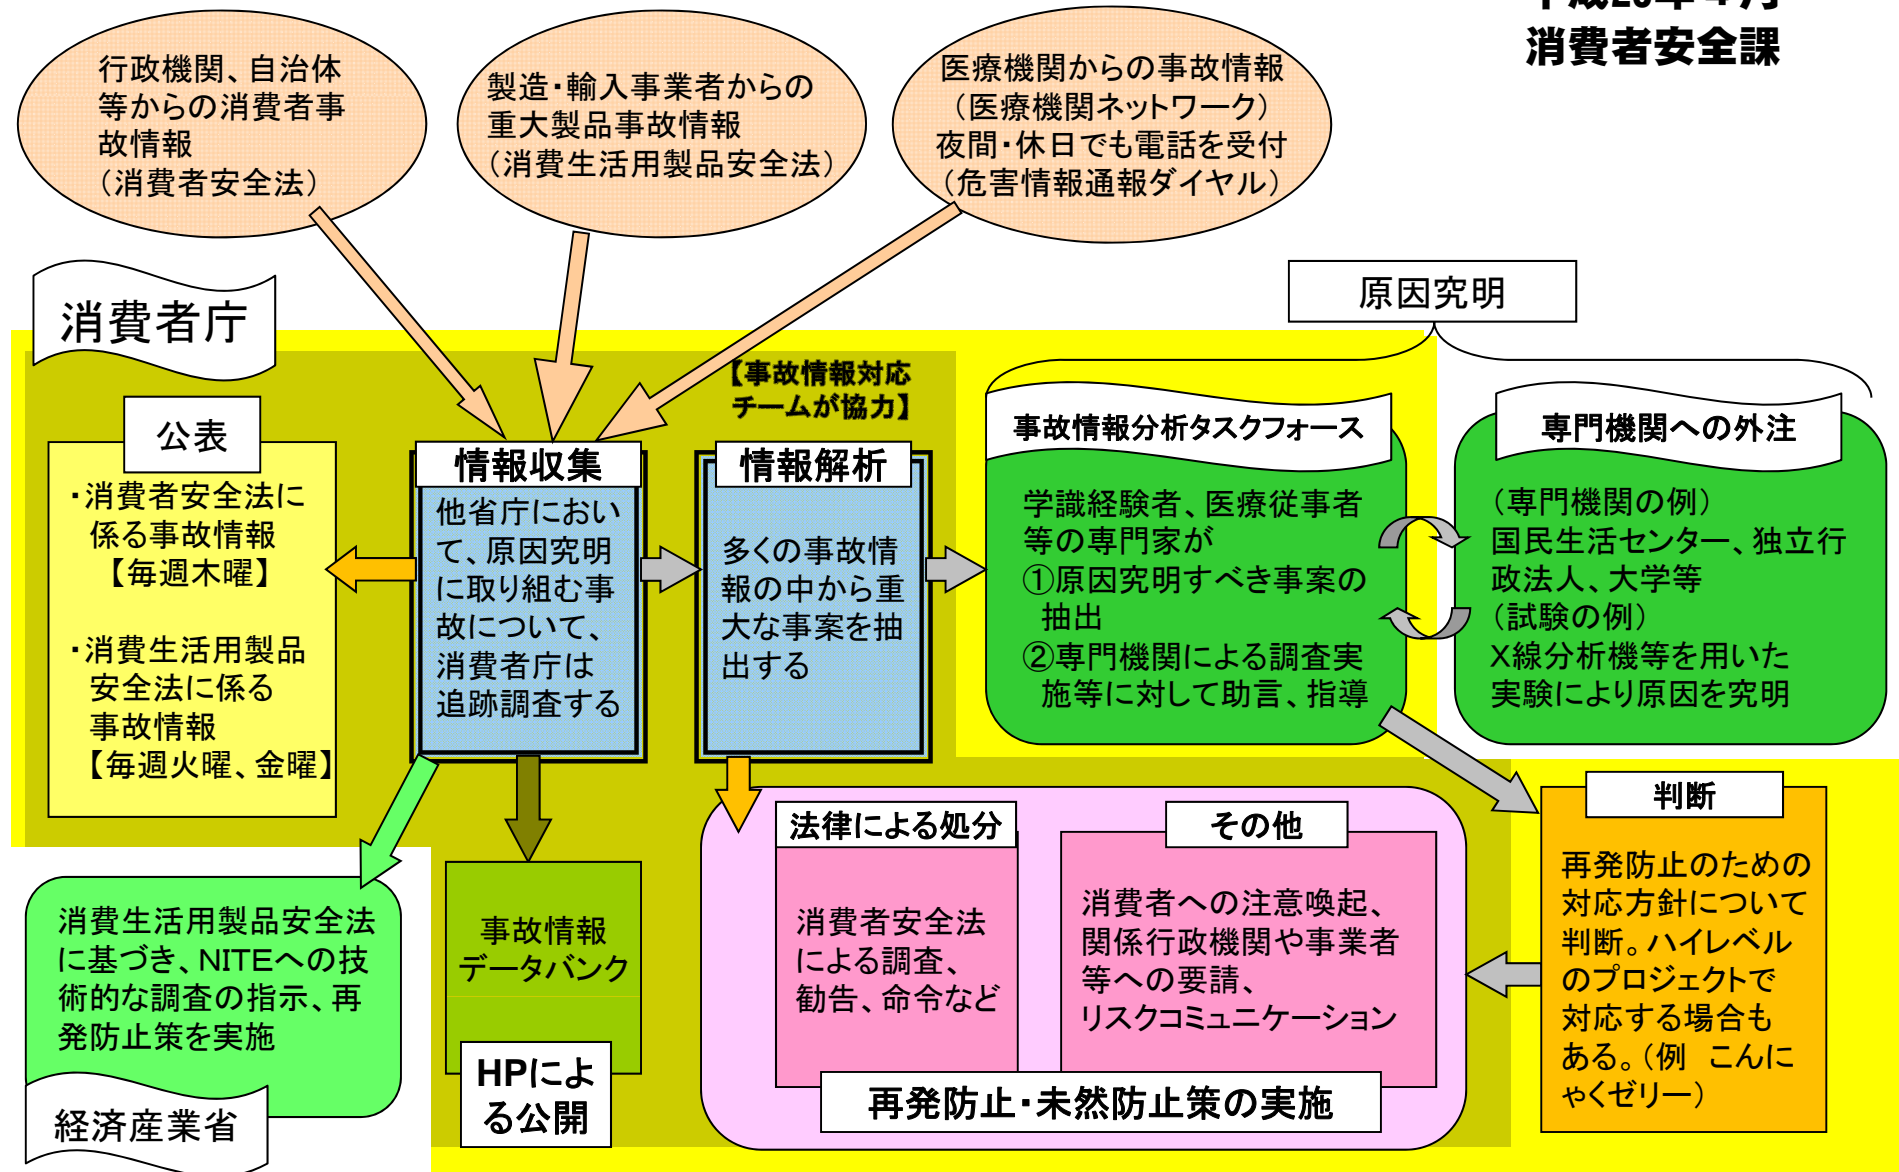 消費者安全課
行政機関、自治体
等からの消費者事
故情報
（消費者安全法）
製造・輸入事業者からの
重大製品事故情報
（消費生活用製品安全法）
医療機関からの事故情報
（医療機関ネットワーク）
夜間・休日でも電話を受付
（危害情報通報ダイヤル）
消費者庁
原因究明
【事故情報対応
チームが協力】
公表
・消費者安全法に
係る事故情報
【毎週木曜】
・消費生活用製品
安全法に係る
事故情報
【毎週火曜、金曜】
情報収集
他省庁におい
て、原因究明
に取り組む事
故について、
消費者庁は
追跡調査する
情報解析
多くの事故情
報の中から重
大な事案を抽
出する
事故情報分析タスクフォース
学識経験者、医療従事者
等の専門家が
①原因究明すべき事案の
抽出
②専門機関による調査実
施等に対して助言、指導
専門機関への外注
（専門機関の例）
国民生活センター、独立行
政法人、大学等
（試験の例）
X線分析機等を用いた
実験により原因を究明
消費生活用製品安全法
に基づき、NITEへの技
術的な調査の指示、再
発防止策を実施
経済産業省
事故情報
データバンク
HPによ
る公開
法律による処分
消費者安全法
による調査、
勧告、命令など
その他
消費者への注意喚起、
関係行政機関や事業者
等への要請、
リスクコミュニケーション
再発防止・未然防止策の実施
判断
再発防止のための
対応方針について
判断。ハイレベル
のプロジェクトで
対応する場合も
ある。（例　こんに
ゃくゼリー）